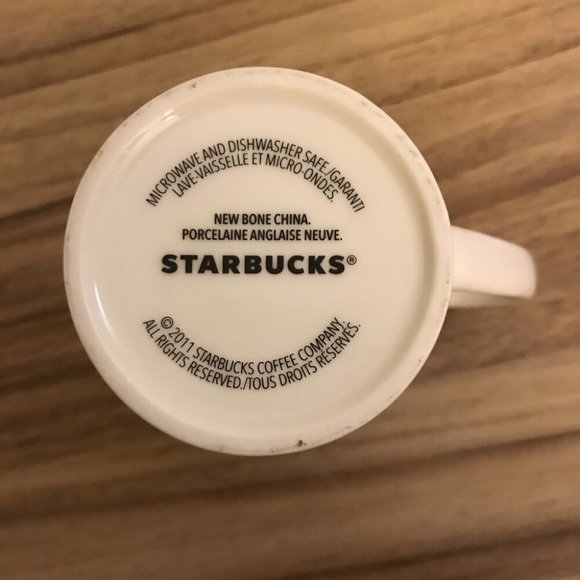 MICROWAVE AND DISHWASHER SAFE./GARANTI
LAVE-VAISSELLE ET MICRO-ONDES.
NEW BONE CHINA.
PORCELAINE ANGLAISE NEUVE.
STARBUCKS®
© 2011 STARBUCKS COFFEE COMPANY.
ALL RIGHTS RESERVED./TOUS DROITS RÉSERVÉS.